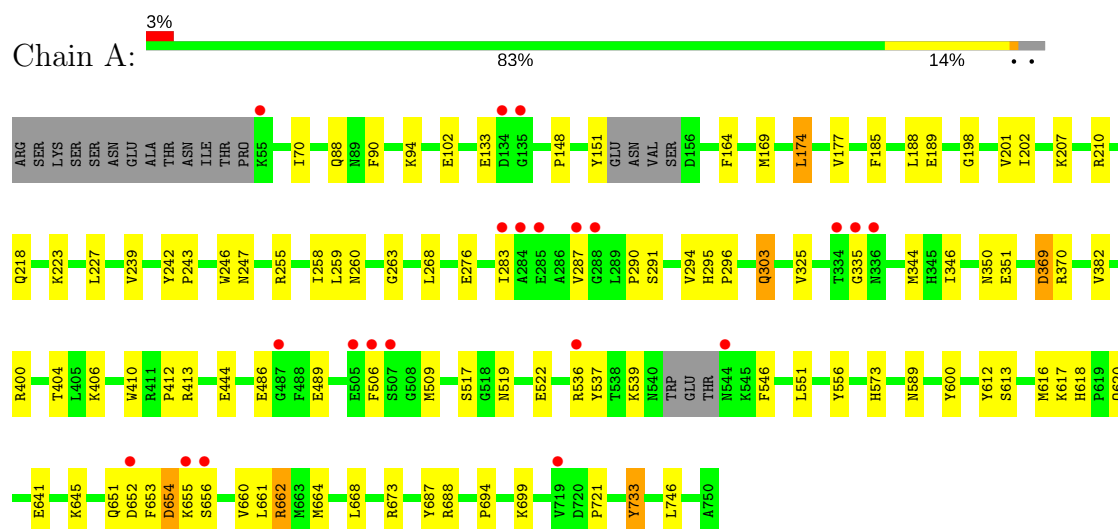 3%
Chain A:
83% 14% • •
ARG SER LYS SER SER ASN GLU ALA THR ASN ILE THR PRO K55 I70 Q88 N89 F90 K94 E102 E133 D134 G135 P148 Y151 GLU ASN VAL SER D156 F164 M169 L174 V177 F185 L188 E189 G198 V201 I202 K207 R210
Q218 K223 L227 V239 Y242 P243 W246 N247 R255 I258 L259 N260 G263 L268 E276 I283 A284 E285 A286 V287 G288 L289 P290 S291 V294 H295 P296 Q303 V325 T334 G335 N336 M344 H345 I346 N350 E351 D369 R370 V382
R400 T404 L405 K406 W410 R411 P412 R413 E444 E486 G487 F488 E489 E505 F506 S507 G508 M509 S517 G518 N519 E522 R536 Y537 T538 K539 N540 TRP GLU THR N544 K545 F546 L551 Y556 H573 N589 Y600 Y612 S613 M616 K617 H618 P619
E641 K645 Q651 D652 F653 D654 K655 S656 V660 L661 R662 M663 M664 L668 R673 Y687 R688 P694 K699 V719 D720 P721 Y733 L746 A750